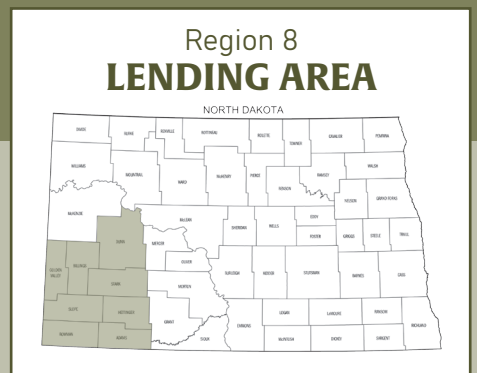 Region 8
LENDING AREA
NORTH DAKOTA
DIVIDE
BURKE
RENVILLE
BOTTINEAU
ROLETTE
TOWNER
CAVALIER
PEMBINA
WILLIAMS
MOUNTRAIL
WARD
McHENRY
PIERCE
BENSON
RAMSEY
WALSH
NELSON
GRAND FORKS
McKENZIE
McLEAN
SHERIDAN
WELLS
EDDY
FOSTER
GRIGGS
STEELE
TRAILL
DUNN
MERCER
OLIVER
GOLDEN
VALLEY
BILLINGS
STARK
MORTON
BURLEIGH
KIDDER
STUTSMAN
BARNES
CASS
SLOPE
HETTINGER
GRANT
EMMONS
LOGAN
LAMOURE
RANSOM
RICHLAND
BOWMAN
ADAMS
SIOUX
McINTOSH
DICKEY
SARGENT